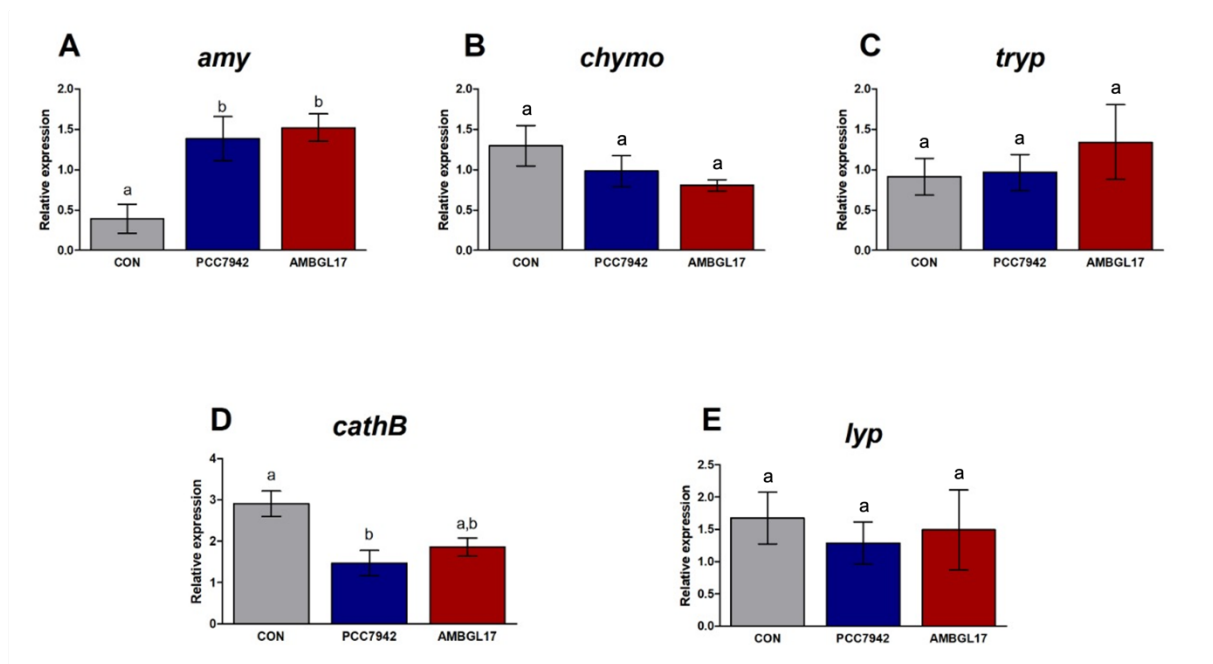 A
amy
Relative expression
2.0
1.5
1.0
0.5
0.0
a
b
b
CON PCC7942 AMBGL17
B
chymo
Relative expression
2.0
1.5
1.0
0.5
0.0
a
a
a
CON PCC7942 AMBGL17
C
tryp
Relative expression
2.0
1.5
1.0
0.5
0.0
a
a
a
CON PCC7942 AMBGL17
D
cathB
Relative expression
4
3
2
1
0
a
b
a,b
CON PCC7942 AMBGL17
E
lyp
Relative expression
2.5
2.0
1.5
1.0
0.5
0.0
a
a
a
CON PCC7942 AMBGL17